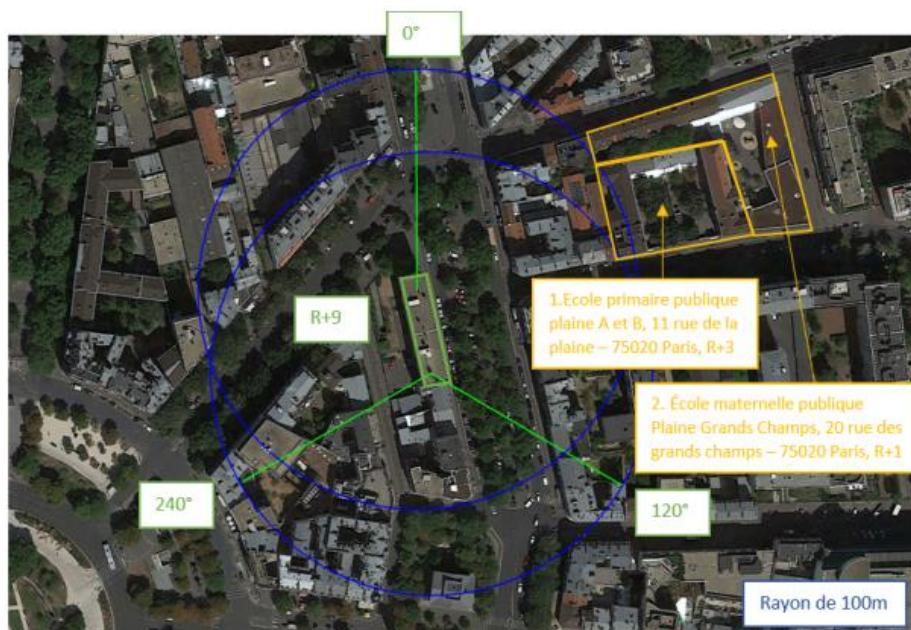 0°
R+9
1.Ecole primaire publique
plaine A et B, 11 rue de la
plaine – 75020 Paris, R+3
2. École maternelle publique
Plaine Grands Champs, 20 rue des
grands champs – 75020 Paris, R+1
240°
120°
Rayon de 100m